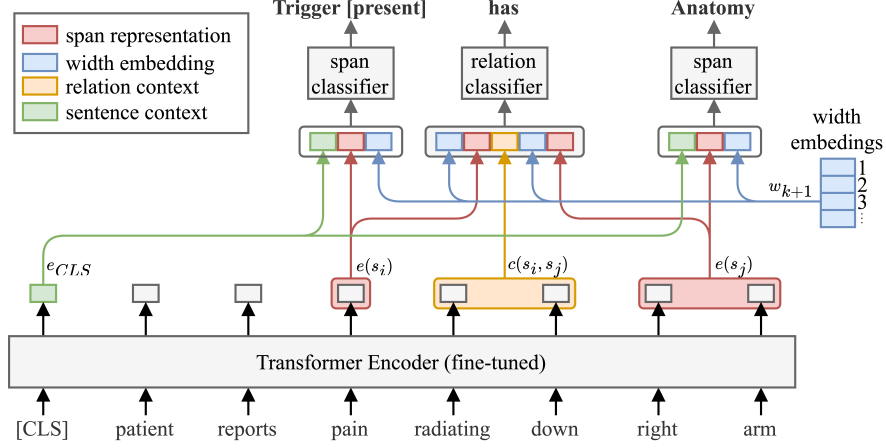 Trigger [present] has Anatomy
span representation
width embedding
relation context
sentence context
span
classifier
relation
classifier
span
classifier
width
embedings
1
2
3
...
w_{k+1}
e_{CLS}
e(s_i)
c(s_i, s_j)
e(s_j)
Transformer Encoder (fine-tuned)
[CLS] patient reports pain radiating down right arm